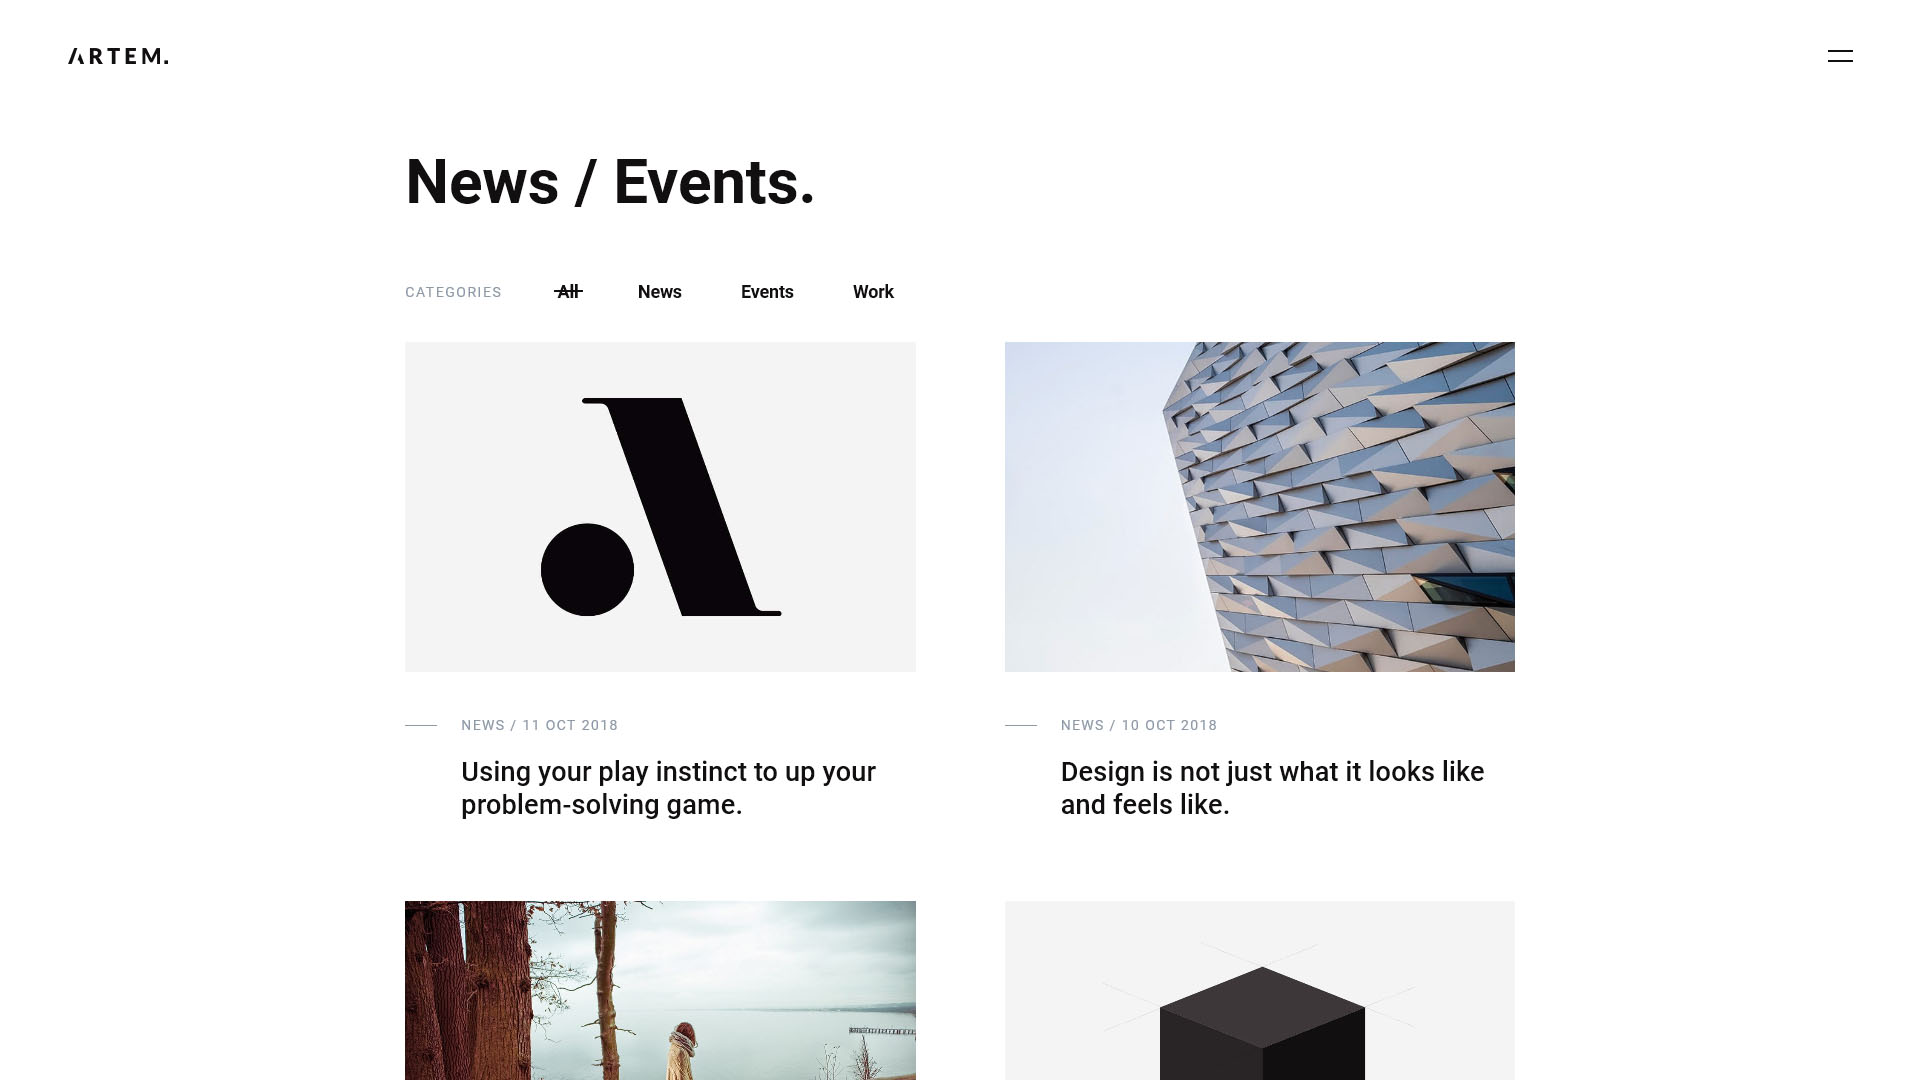 ARTEM.
News / Events.
CATEGORIES All News Events Work
NEWS / 11 OCT 2018
Using your play instinct to up your
problem-solving game.
NEWS / 10 OCT 2018
Design is not just what it looks like
and feels like.